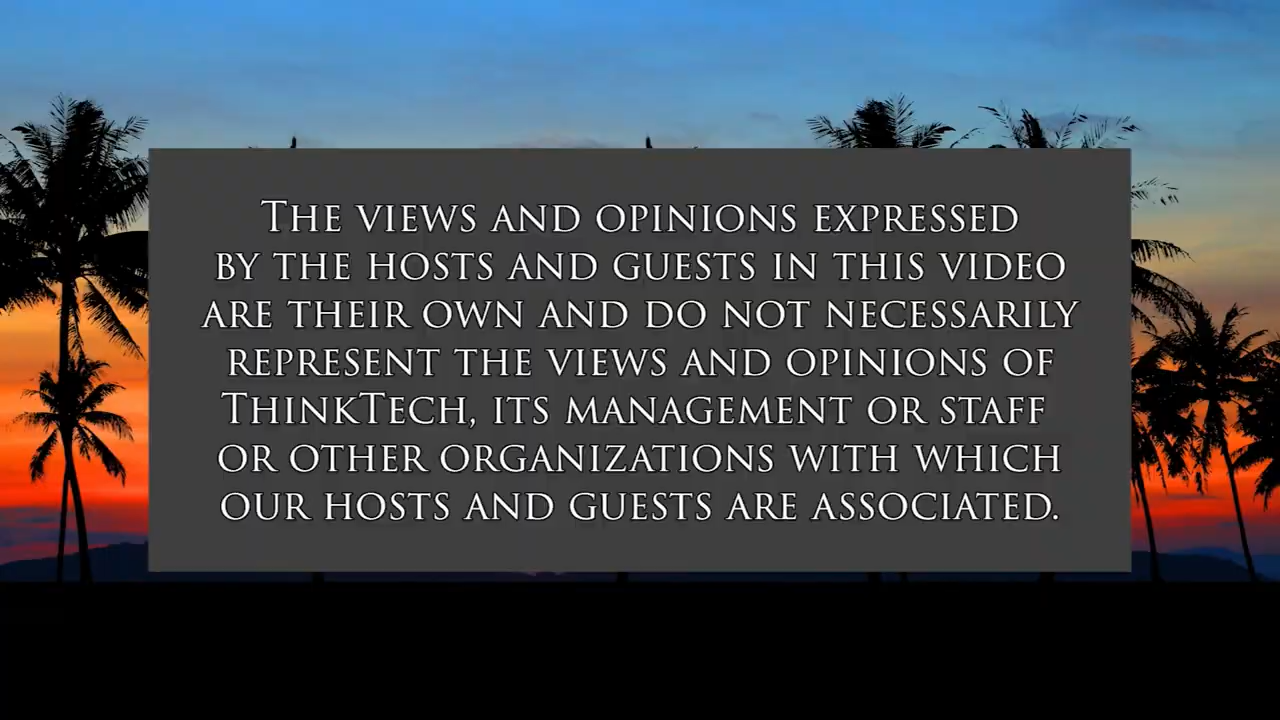 The views and opinions expressed
by the hosts and guests in this video
are their own and do not necessarily
represent the views and opinions of
ThinkTech, its management or staff
or other organizations with which
our hosts and guests are associated.